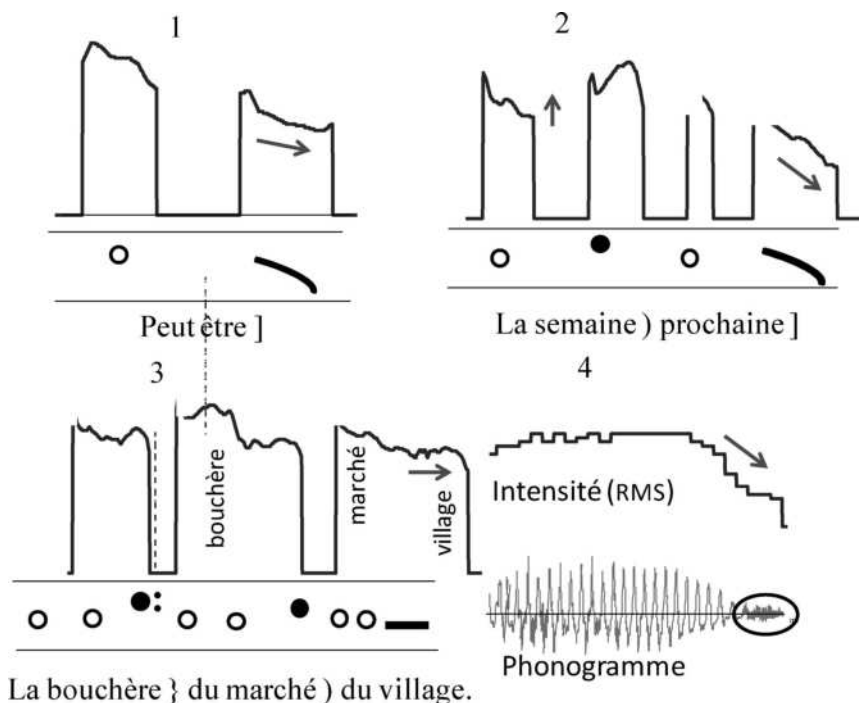 1
2
Peut être ]
La semaine ) prochaine ]
3
4
bouchère
marché
village
Intensité (RMS)
Phonogramme
La bouchère } du marché ) du village.